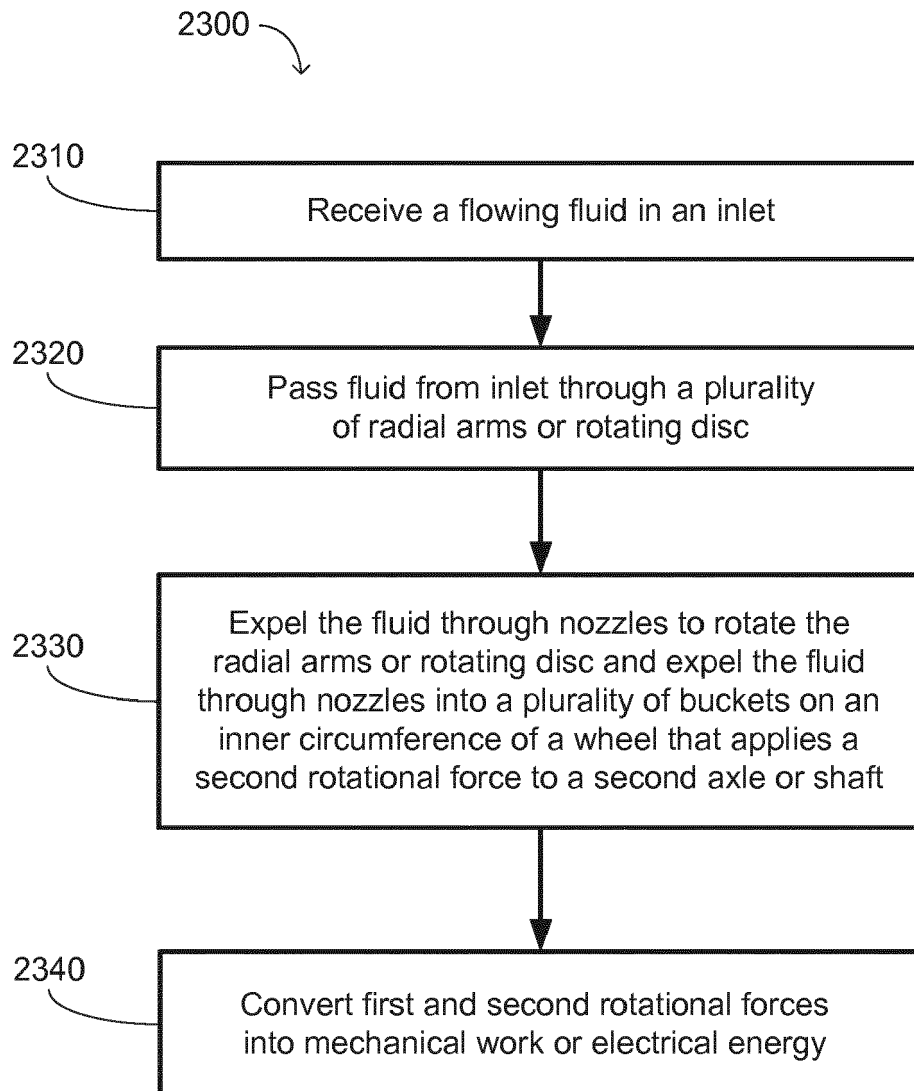 2300
2310
Receive a flowing fluid in an inlet
2320
Pass fluid from inlet through a plurality
of radial arms or rotating disc
2330
Expel the fluid through nozzles to rotate the
radial arms or rotating disc and expel the fluid
through nozzles into a plurality of buckets on an
inner circumference of a wheel that applies a
second rotational force to a second axle or shaft
2340
Convert first and second rotational forces
into mechanical work or electrical energy